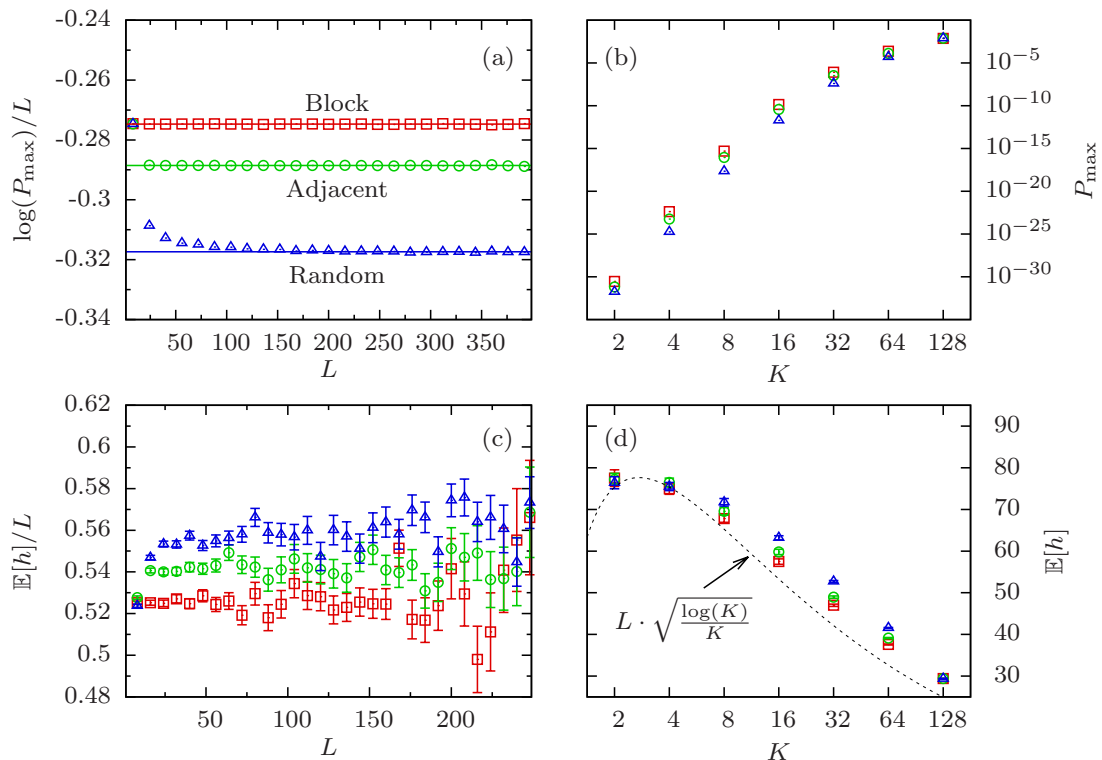 -0.24
-0.26
-0.28
-0.3
-0.32
-0.34
log(P_max)/L
(a)
Block
Adjacent
Random
50 100 150 200 250 300 350
L
(b)
10^-5
10^-10
10^-15
10^-20
10^-25
10^-30
P_max
2 4 8 16 32 64 128
K
0.62
0.6
0.58
0.56
0.54
0.52
0.5
0.48
𝔼[h]/L
(c)
50 100 150 200
L
(d)
90
80
70
60
50
40
30
𝔼[h]
L · √(log(K)/K)
2 4 8 16 32 64 128
K